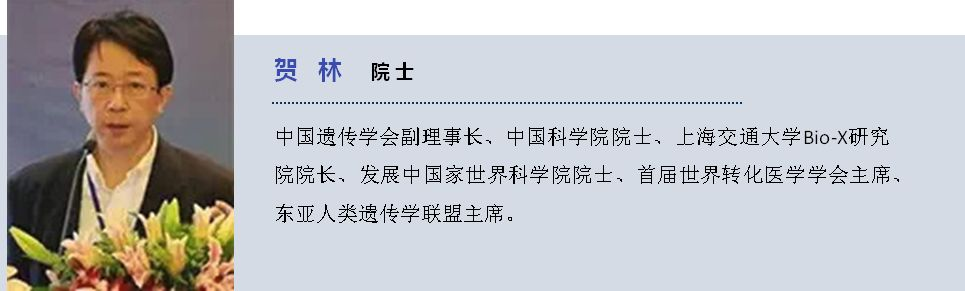 贺 林 院士
中国遗传学会副理事长、中国科学院院士、上海交通大学Bio-X研究
院院长、发展中国家世界科学院院士、首届世界转化医学学会主席、
东亚人类遗传学联盟主席。